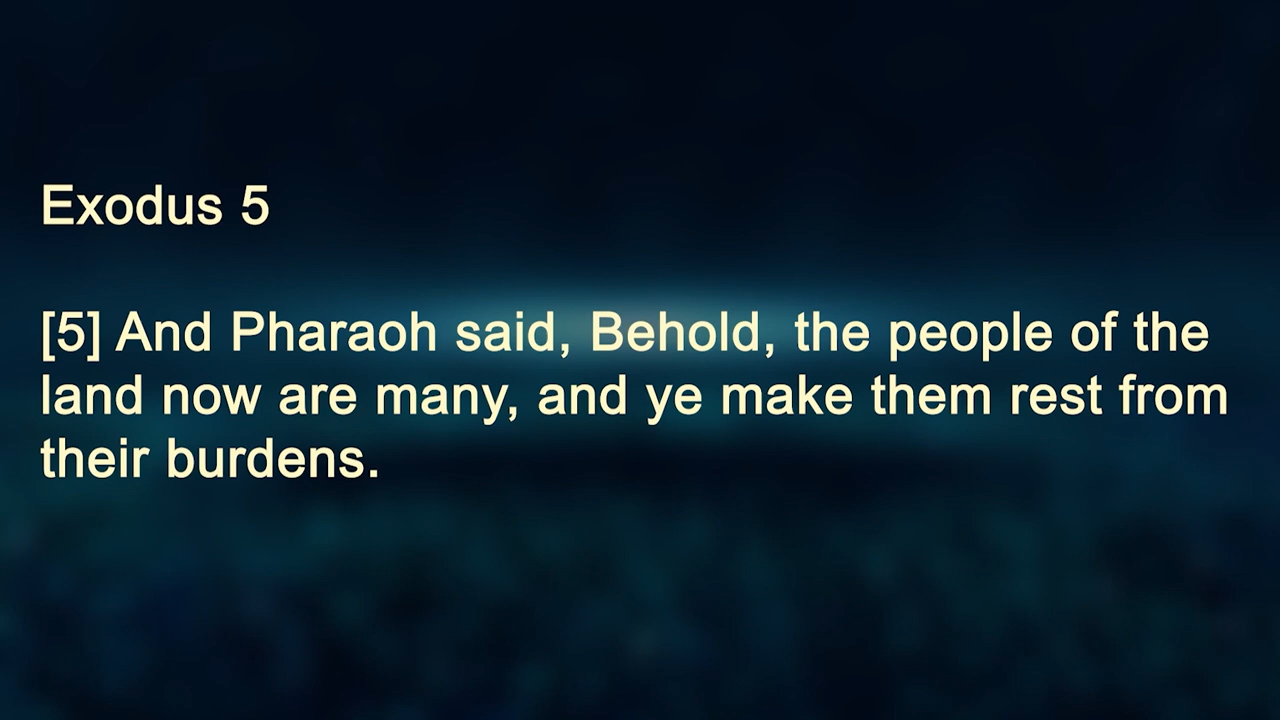 Exodus 5
[5] And Pharaoh said, Behold, the people of the
land now are many, and ye make them rest from
their burdens.